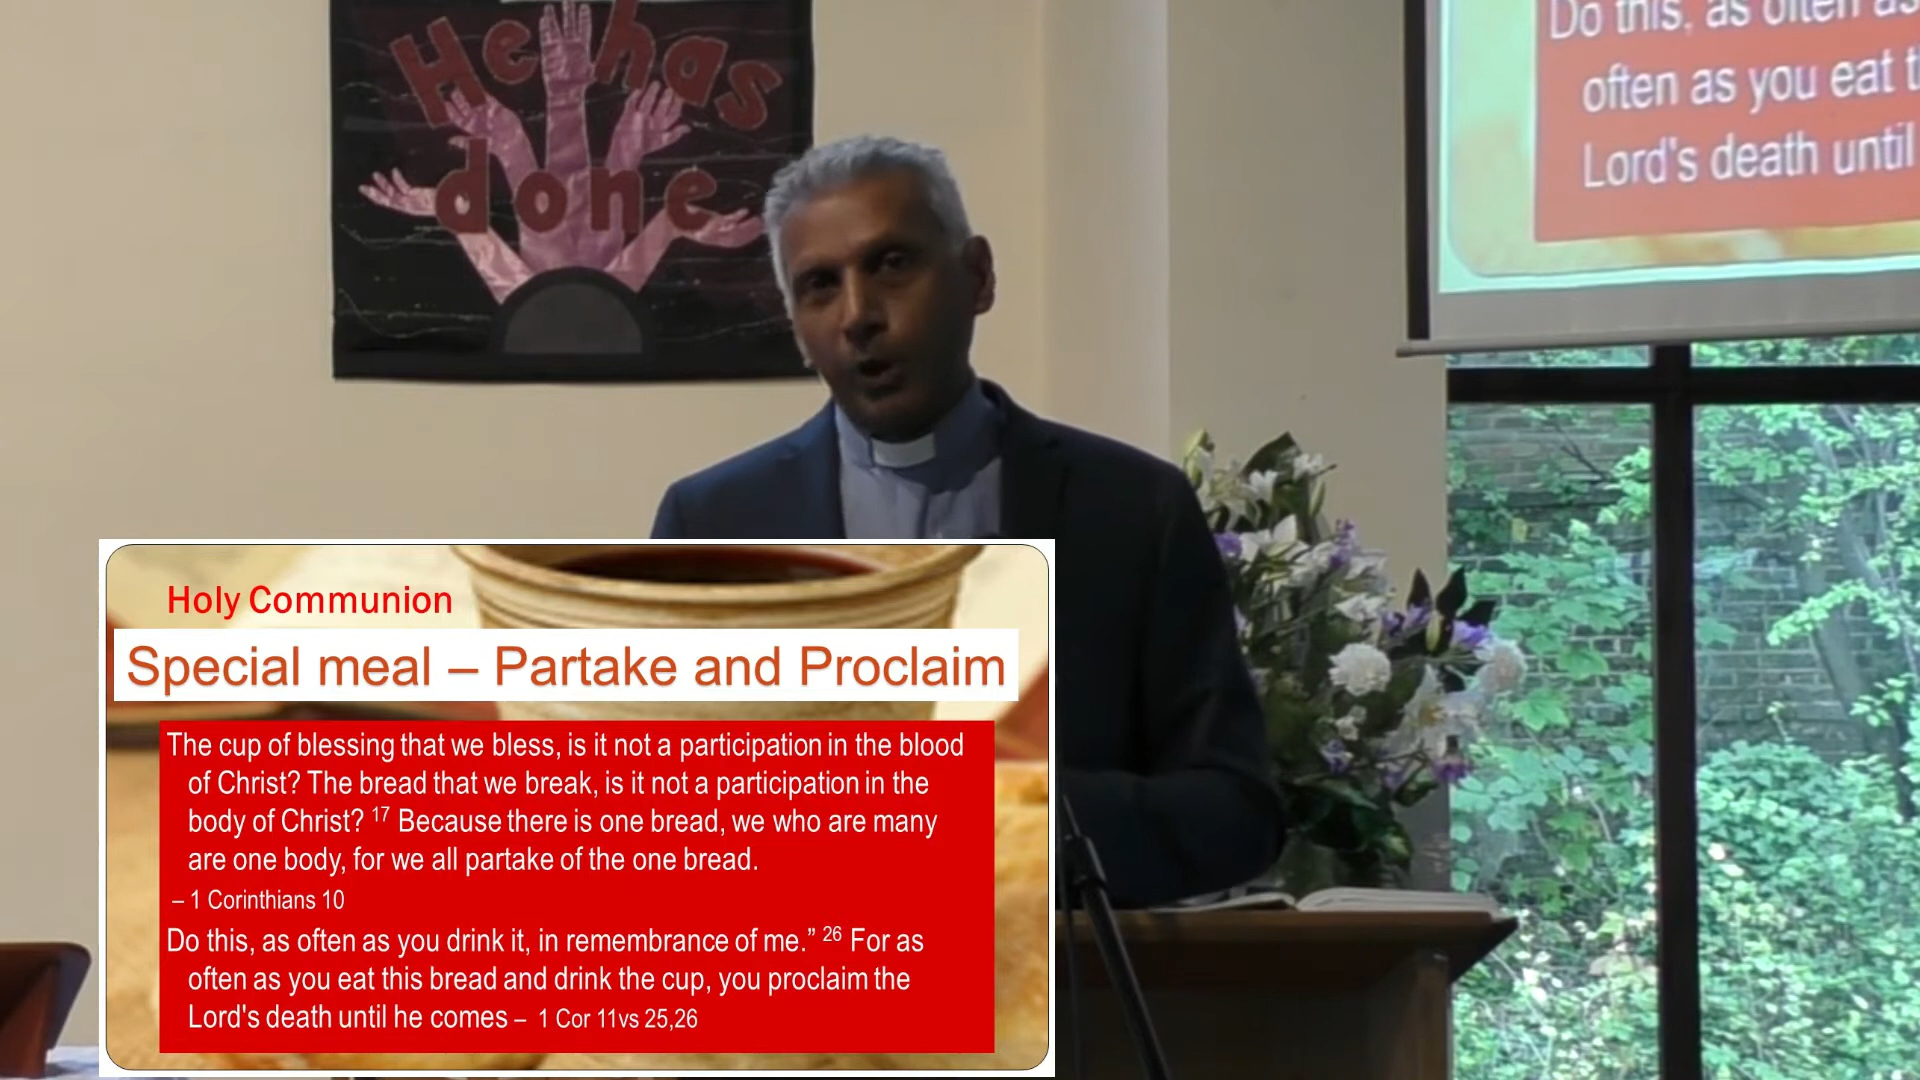 He has
done
Do this, as often as
often as you eat t
Lord's death until
Holy Communion
Special meal – Partake and Proclaim
The cup of blessing that we bless, is it not a participation in the blood
of Christ? The bread that we break, is it not a participation in the
body of Christ? 17 Because there is one bread, we who are many
are one body, for we all partake of the one bread.
– 1 Corinthians 10
Do this, as often as you drink it, in remembrance of me.” 26 For as
often as you eat this bread and drink the cup, you proclaim the
Lord's death until he comes – 1 Cor 11vs 25,26